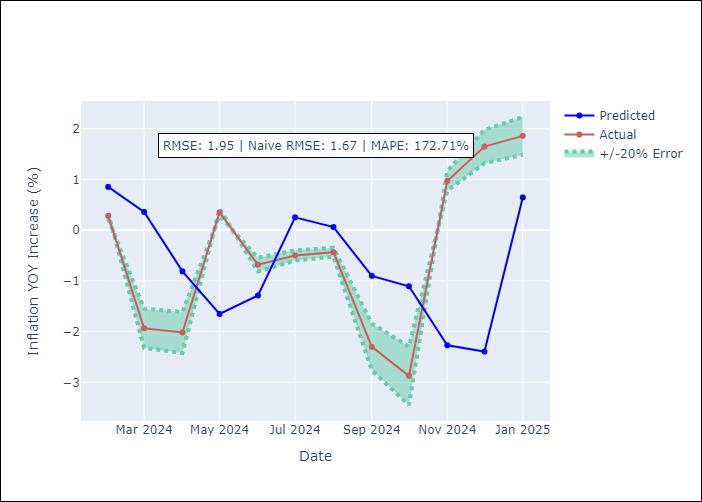 Predicted
Actual
+/-20% Error
RMSE: 1.95 | Naive RMSE: 1.67 | MAPE: 172.71%
Inflation YOY Increase (%)
2
1
0
−1
−2
−3
Mar 2024
May 2024
Jul 2024
Sep 2024
Nov 2024
Jan 2025
Date